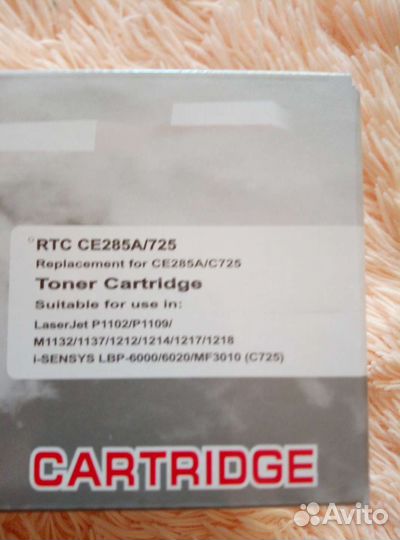 RTC CE285A/725
Replacement for CE285A/C725
Toner Cartridge
Suitable for use in:
LaserJet P1102/P1109/
M1132/1137/1212/1214/1217/1218
i-SENSYS LBP-6000/6020/MF3010 (C725)
CARTRIDGE
Avito